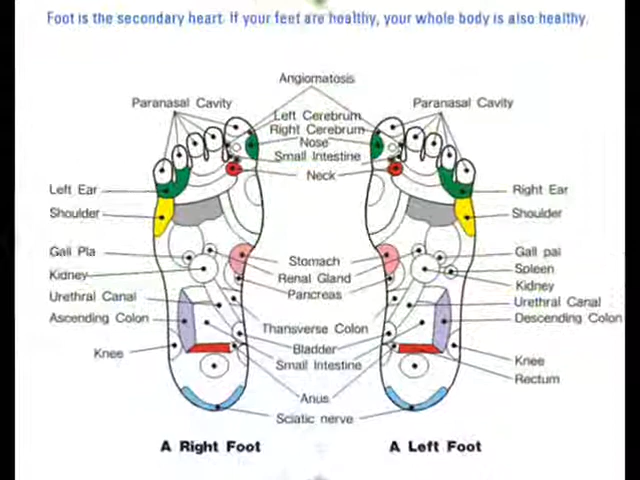 Foot is the secondary heart. If your feet are healthy, your whole body is also healthy.
Angiomatosis
Paranasal Cavity
Paranasal Cavity
Left Cerebrum
Right Cerebrum
Nose
Small Intestine
Neck
Left Ear
Right Ear
Shoulder
Shoulder
Gall Pla
Stomach
Gall pal
Kidney
Renal Gland
Spleen
Pancreas
Kidney
Urethral Canal
Urethral Canal
Ascending Colon
Descending Colon
Transverse Colon
Knee
Bladder
Knee
Small Intestine
Rectum
Anus
Sciatic nerve
A Right Foot
A Left Foot